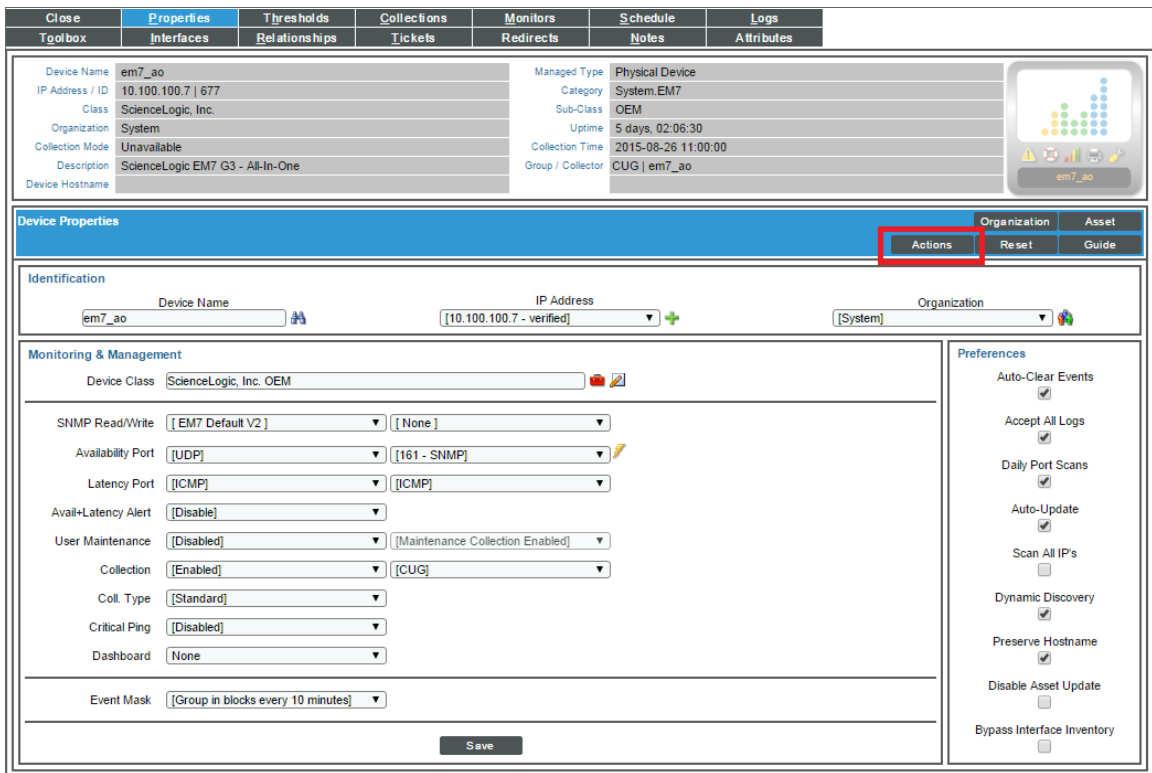 Close Properties Thresholds Collections Monitors Schedule Logs
Toolbox Interfaces Relationships Tickets Redirects Notes Attributes
Device Name em7_ao Managed Type Physical Device
IP Address / ID 10.100.100.7 | 677 Category System.EM7
Class ScienceLogic, Inc. Sub-Class OEM
Organization System Uptime 5 days, 02:06:30
Collection Mode Unavailable Collection Time 2015-08-26 11:00:00
Description ScienceLogic EM7 G3 - All-In-One Group / Collector CUG | em7_ao
Device Hostname
em7_ao
Device Properties Organization Asset
Actions Reset Guide
Identification
Device Name IP Address Organization
em7_ao [10.100.100.7 - verified] [System]
Monitoring & Management
Device Class ScienceLogic, Inc. OEM
SNMP Read/Write [ EM7 Default V2 ] [ None ]
Availability Port [UDP] [161 - SNMP]
Latency Port [ICMP] [ICMP]
Avail+Latency Alert [Disable]
User Maintenance [Disabled] [Maintenance Collection Enabled]
Collection [Enabled] [CUG]
Coll. Type [Standard]
Critical Ping [Disabled]
Dashboard None
Event Mask [Group in blocks every 10 minutes]
Save
Preferences
Auto-Clear Events
Accept All Logs
Daily Port Scans
Auto-Update
Scan All IP's
Dynamic Discovery
Preserve Hostname
Disable Asset Update
Bypass Interface Inventory